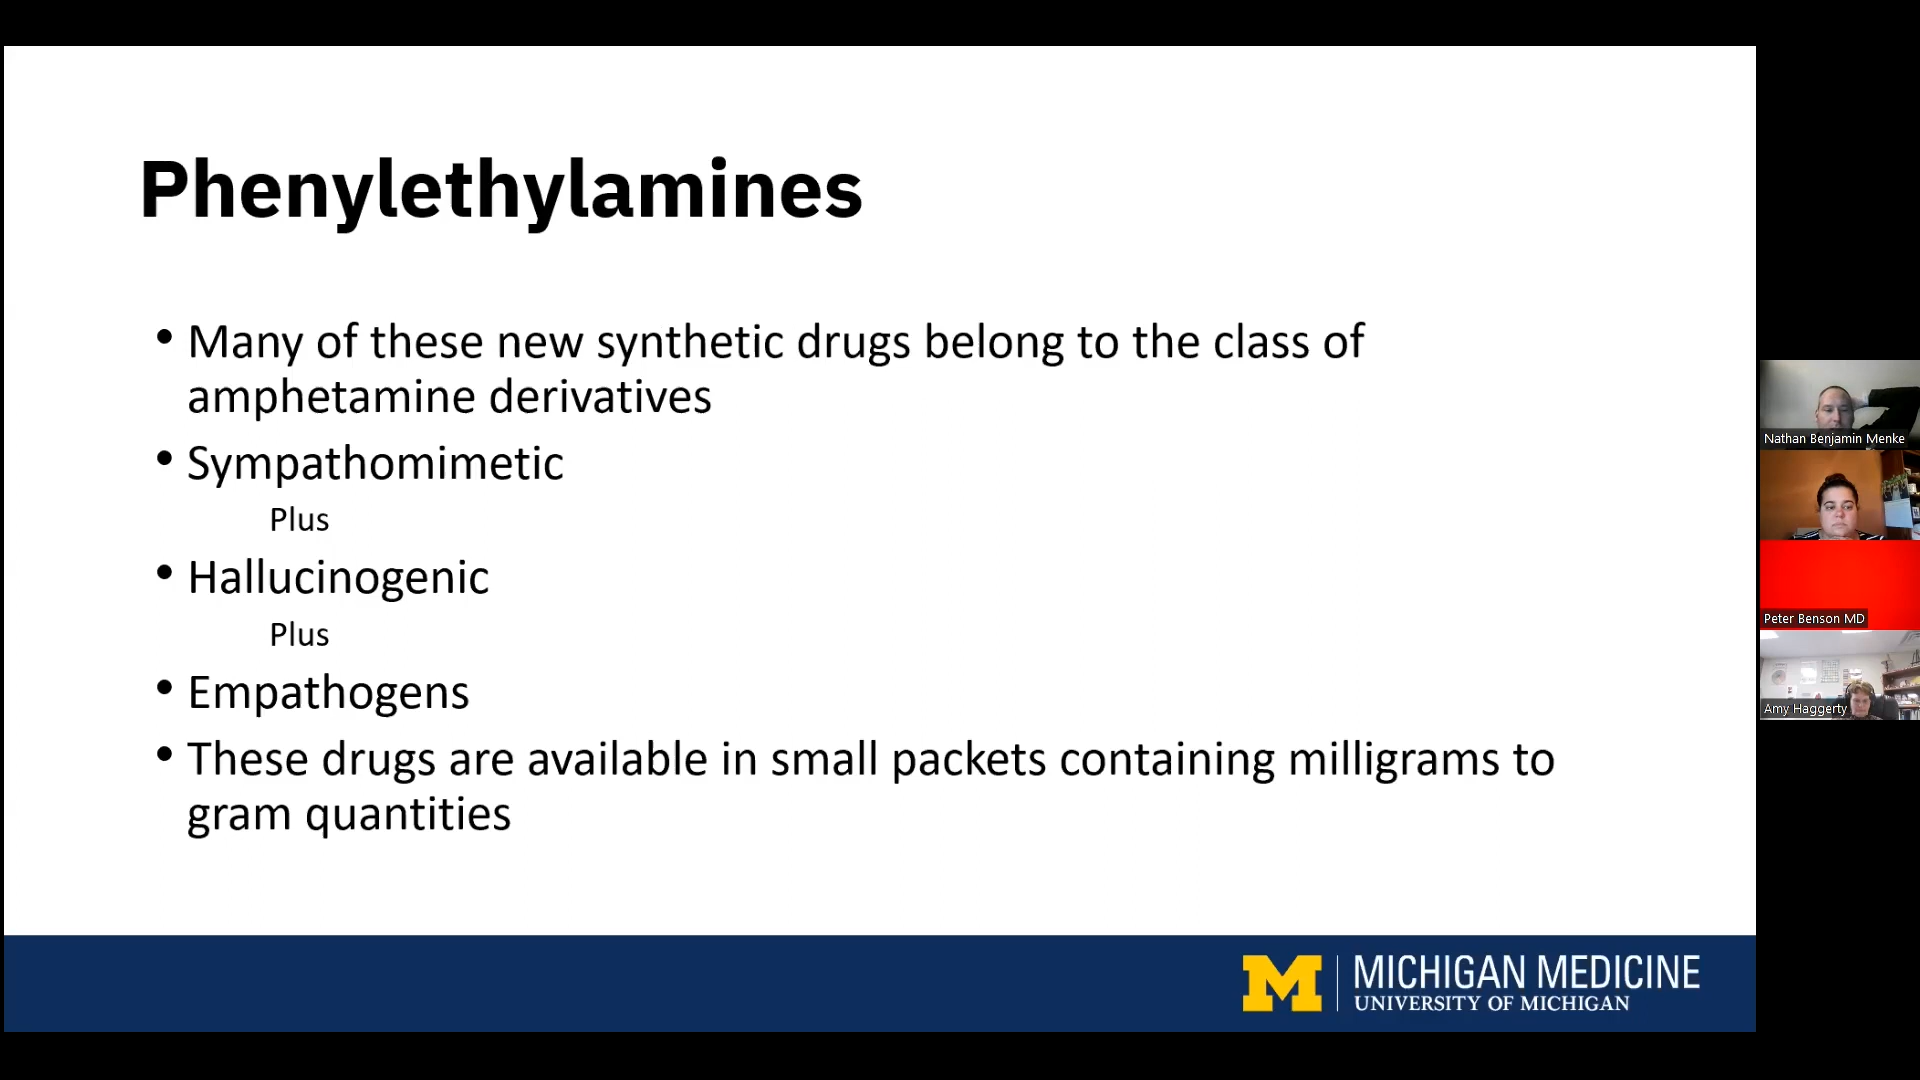 Phenylethylamines
• Many of these new synthetic drugs belong to the class of
amphetamine derivatives
• Sympathomimetic
Plus
• Hallucinogenic
Plus
• Empathogens
• These drugs are available in small packets containing milligrams to
gram quantities
M MICHIGAN MEDICINE
UNIVERSITY OF MICHIGAN
Nathan Benjamin Menke
Peter Benson MD
Amy Haggerty